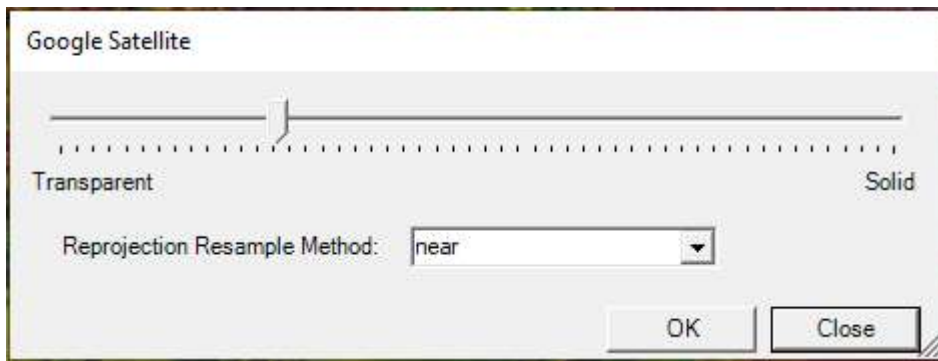 Google Satellite
Transparent
Solid
Reprojection Resample Method:
near
OK
Close